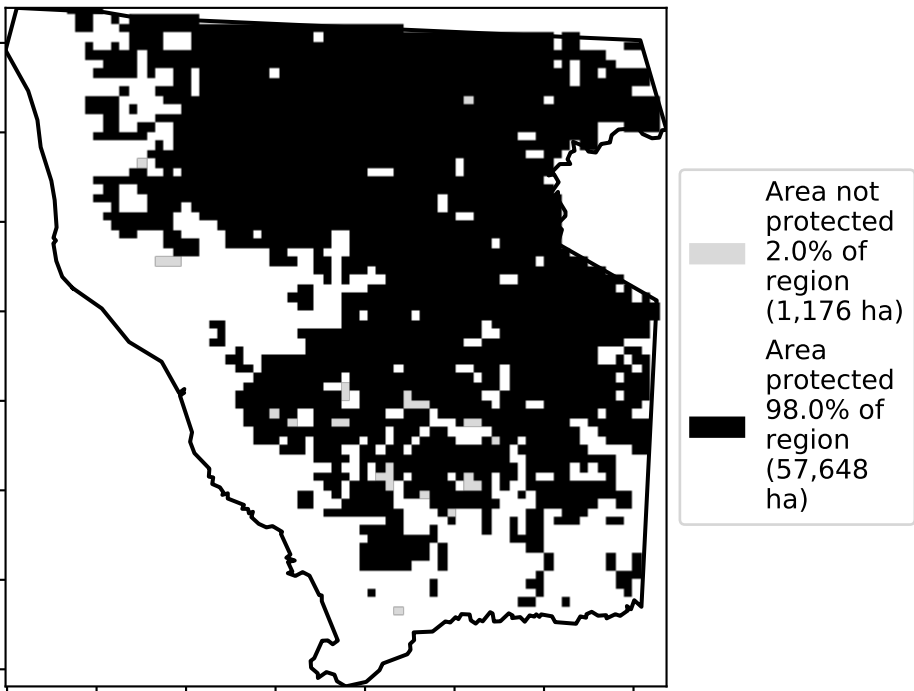 Area not
protected
2.0% of
region
(1,176 ha)
Area
protected
98.0% of
region
(57,648
ha)